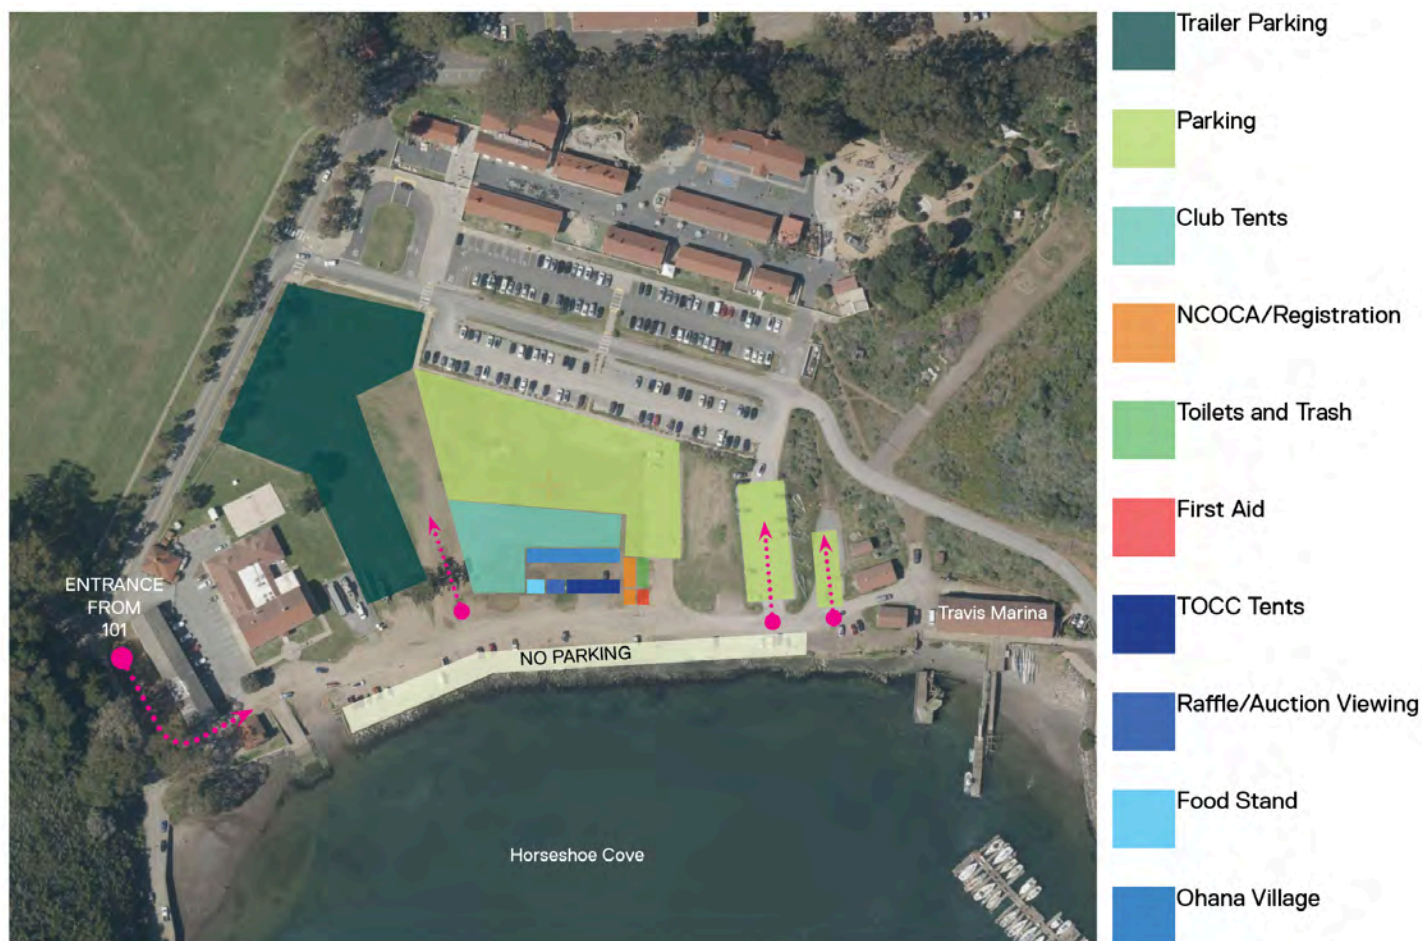 Trailer Parking
Parking
Club Tents
NCOCA/Registration
Toilets and Trash
First Aid
TOCC Tents
Raffle/Auction Viewing
Food Stand
Ohana Village
ENTRANCE
FROM
101
NO PARKING
Travis Marina
Horseshoe Cove